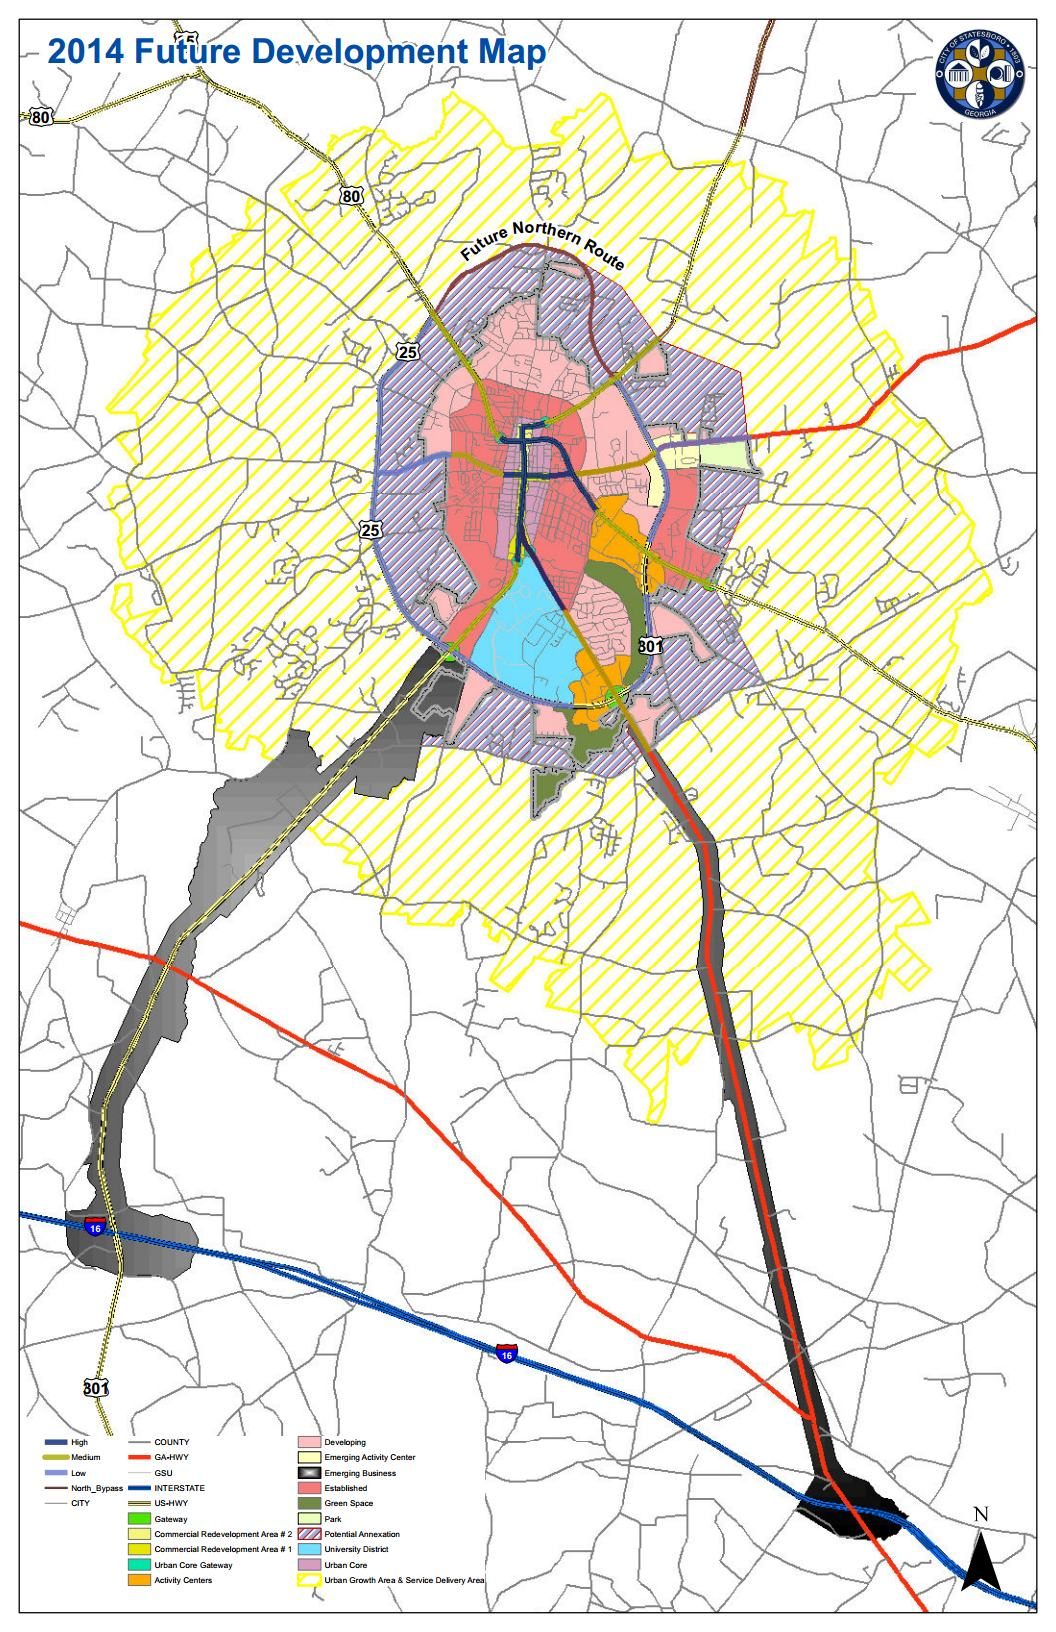 2014 Future Development Map
CITY OF STATESBORO • 1803
GEORGIA
80
80
Future Northern Route
25
25
301
16
16
301
N
High
Medium
Low
North_Bypass
CITY
COUNTY
GA-HWY
GSU
INTERSTATE
US-HWY
Gateway
Commercial Redevelopment Area # 2
Commercial Redevelopment Area # 1
Urban Core Gateway
Activity Centers
Developing
Emerging Activity Center
Emerging Business
Established
Green Space
Park
Potential Annexation
University District
Urban Core
Urban Growth Area & Service Delivery Area